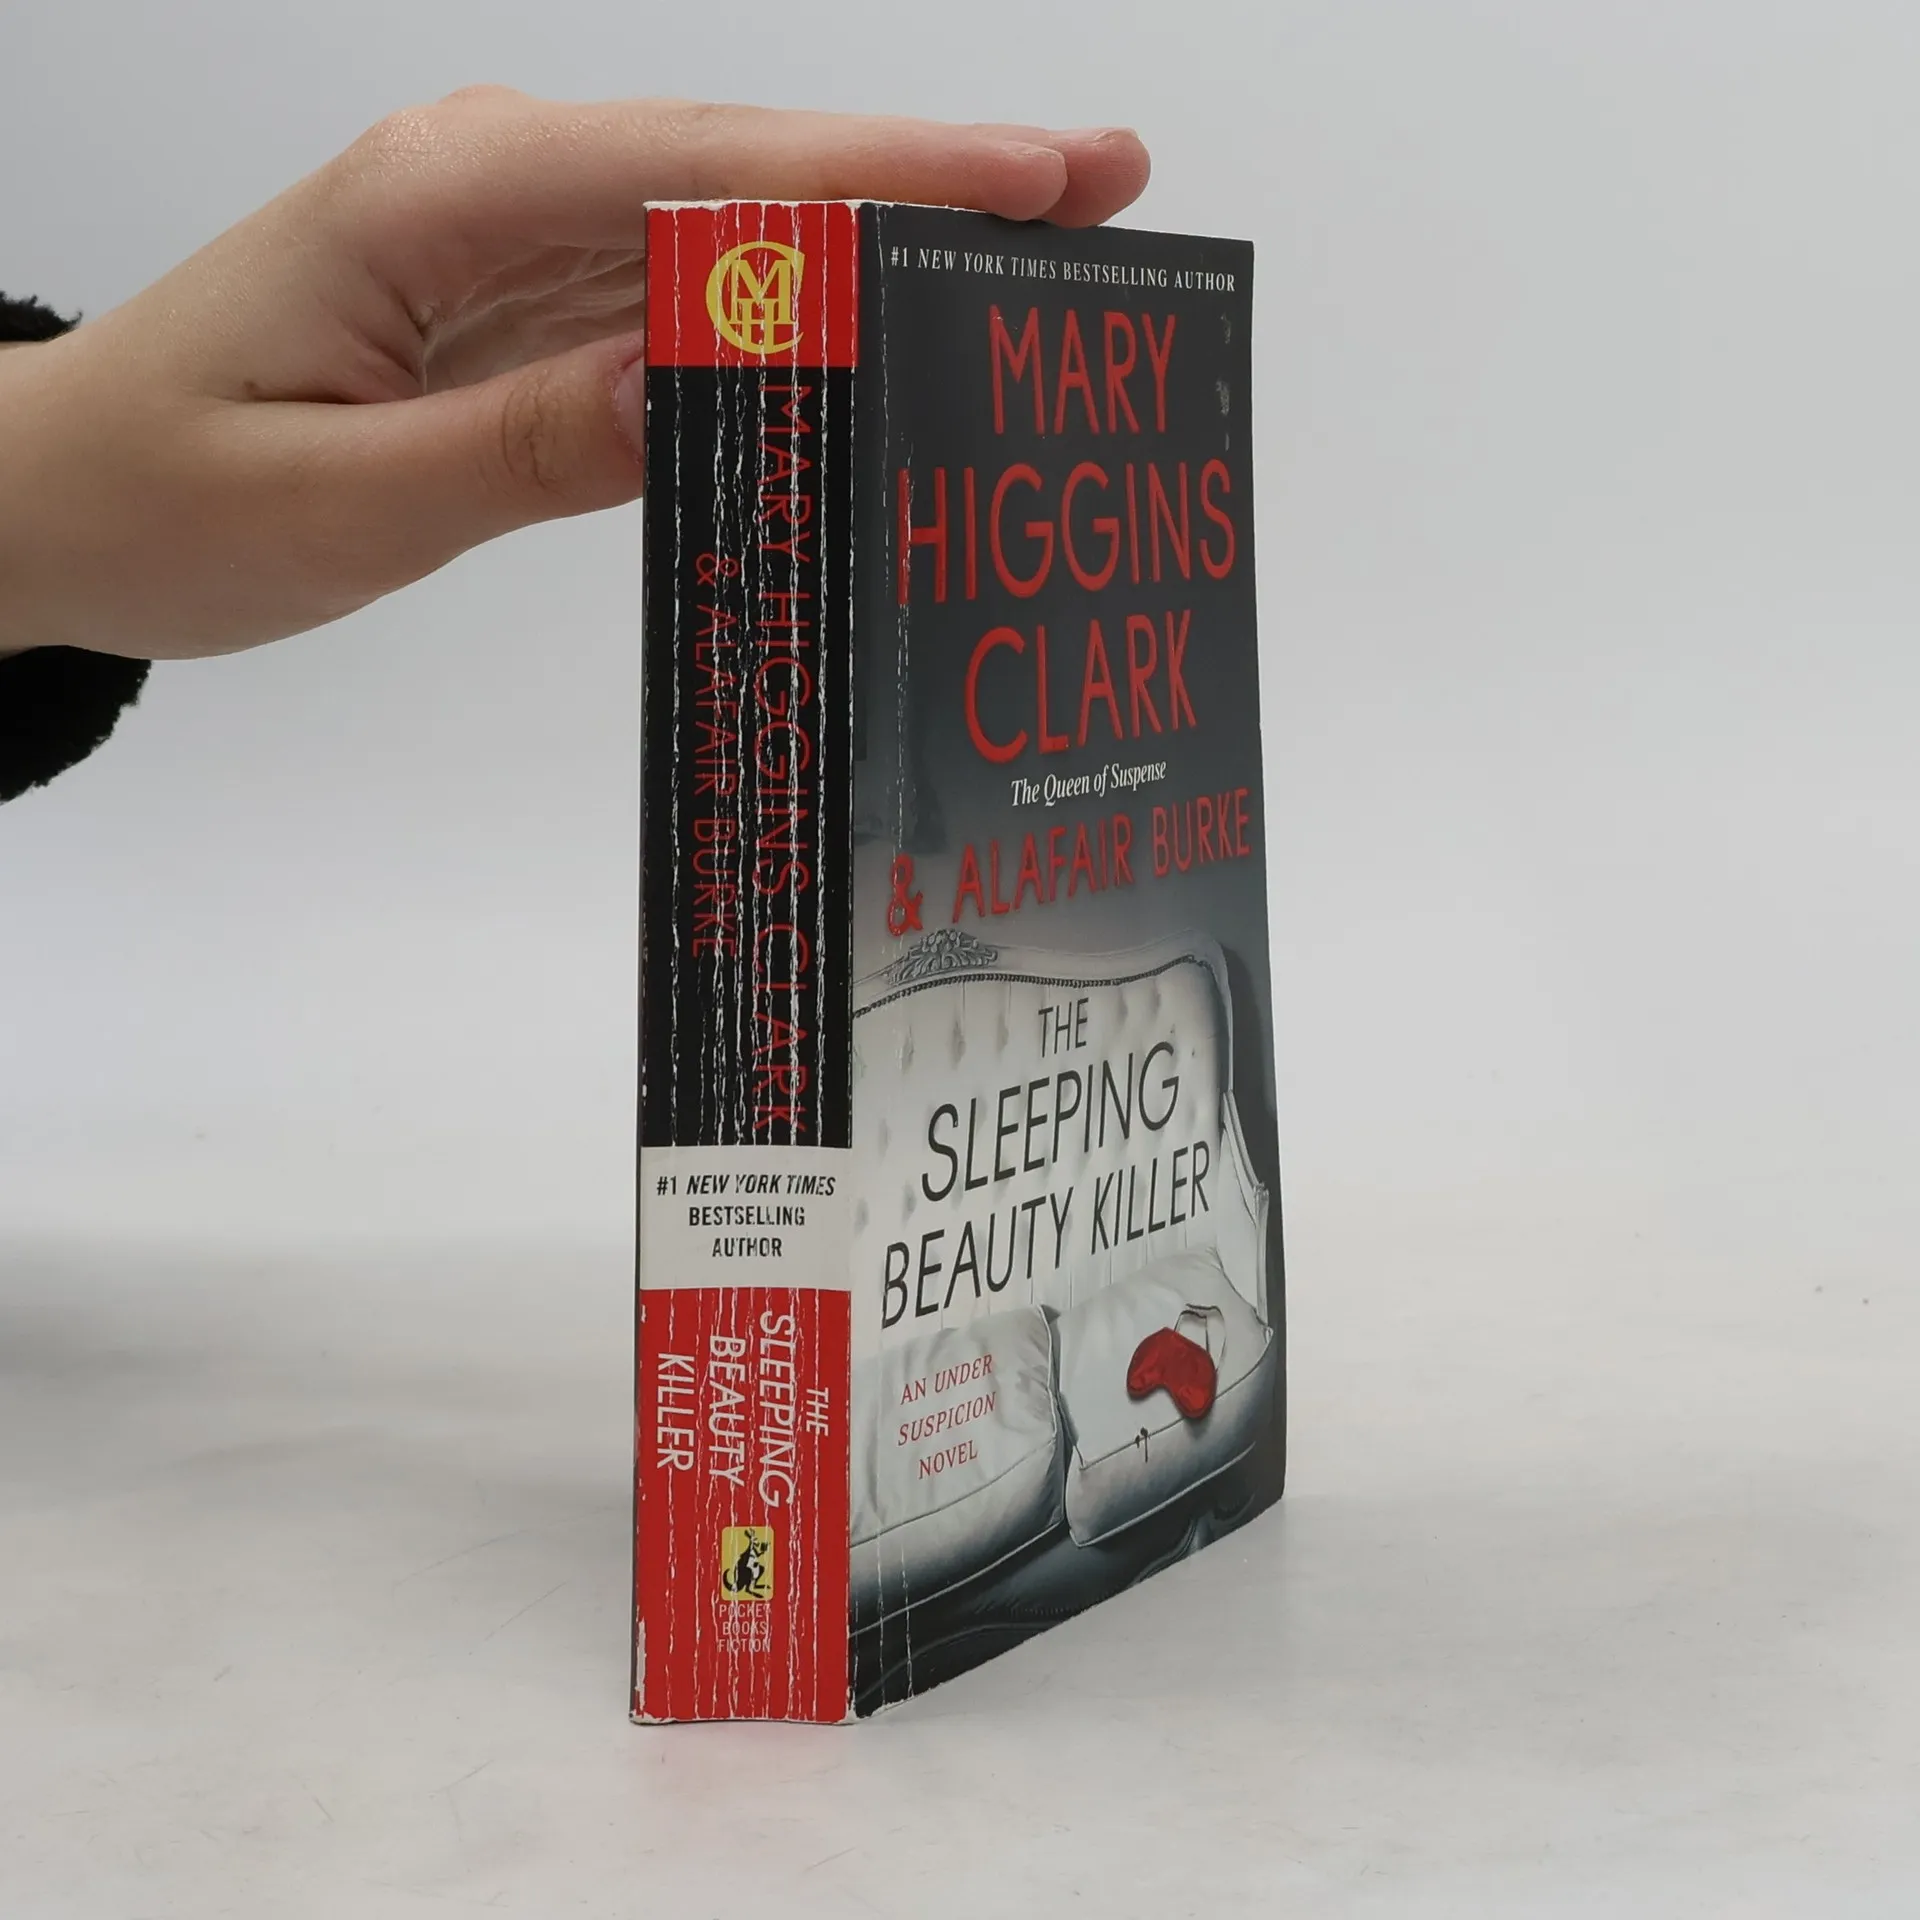 MHC
MARY HIGGINS CLARK
& ALAFAIR BURKE
#1 NEW YORK TIMES
BESTSELLING
AUTHOR
THE
SLEEPING
BEAUTY
KILLER
POCKET
BOOKS
FICTION
#1 NEW YORK TIMES BESTSELLING AUTHOR
MARY
HIGGINS
CLARK
The Queen of Suspense
& ALAFAIR BURKE
THE
SLEEPING
BEAUTY KILLER
AN UNDER
SUSPICION
NOVEL